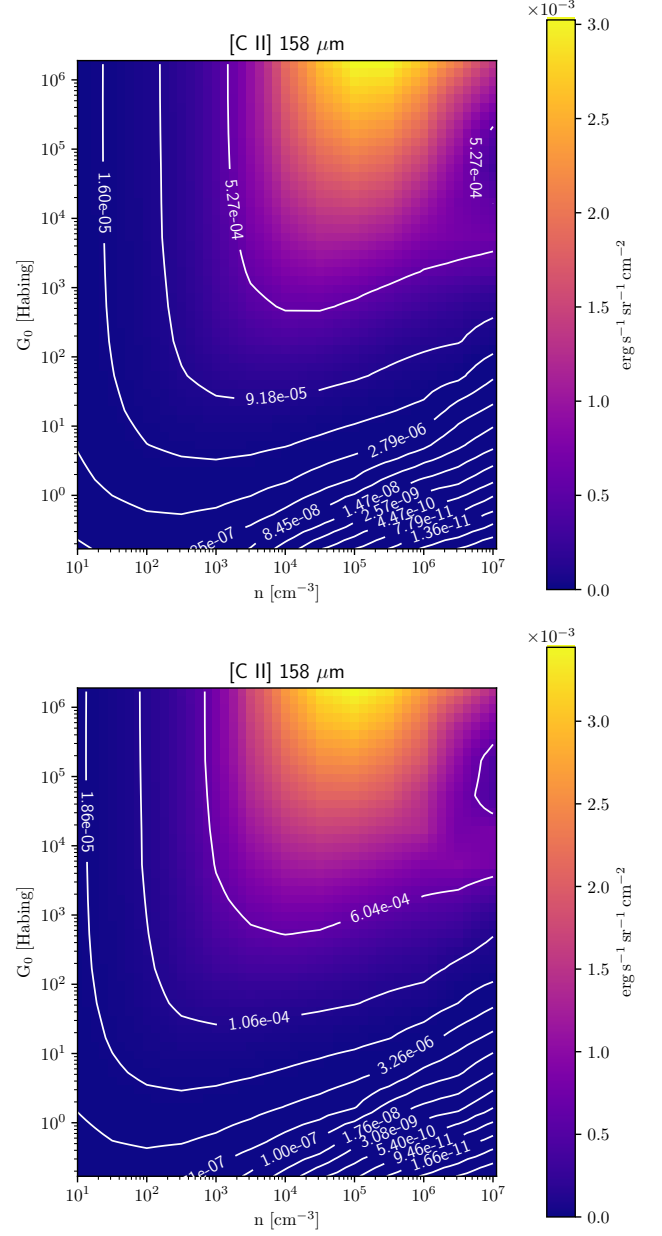 ×10⁻³
[C II] 158 μm
3.0
2.5
2.0
1.5
1.0
0.5
0.0
erg s⁻¹ sr⁻¹ cm⁻²
G₀ [Habing]
10⁶
10⁵
10⁴
10³
10²
10¹
10⁰
1.60e-05
5.27e-04
5.27e-04
9.18e-05
2.79e-06
8.45e-08
1.47e-08
2.57e-09
4.47e-10
7.79e-11
1.36e-11
10¹ 10² 10³ 10⁴ 10⁵ 10⁶ 10⁷
n [cm⁻³]
×10⁻³
[C II] 158 μm
3.0
2.5
2.0
1.5
1.0
0.5
0.0
erg s⁻¹ sr⁻¹ cm⁻²
G₀ [Habing]
10⁶
10⁵
10⁴
10³
10²
10¹
10⁰
1.86e-05
6.04e-04
1.06e-04
3.26e-06
1.00e-07
1.76e-08
3.08e-09
5.40e-10
9.46e-11
1.66e-11
10¹ 10² 10³ 10⁴ 10⁵ 10⁶ 10⁷
n [cm⁻³]